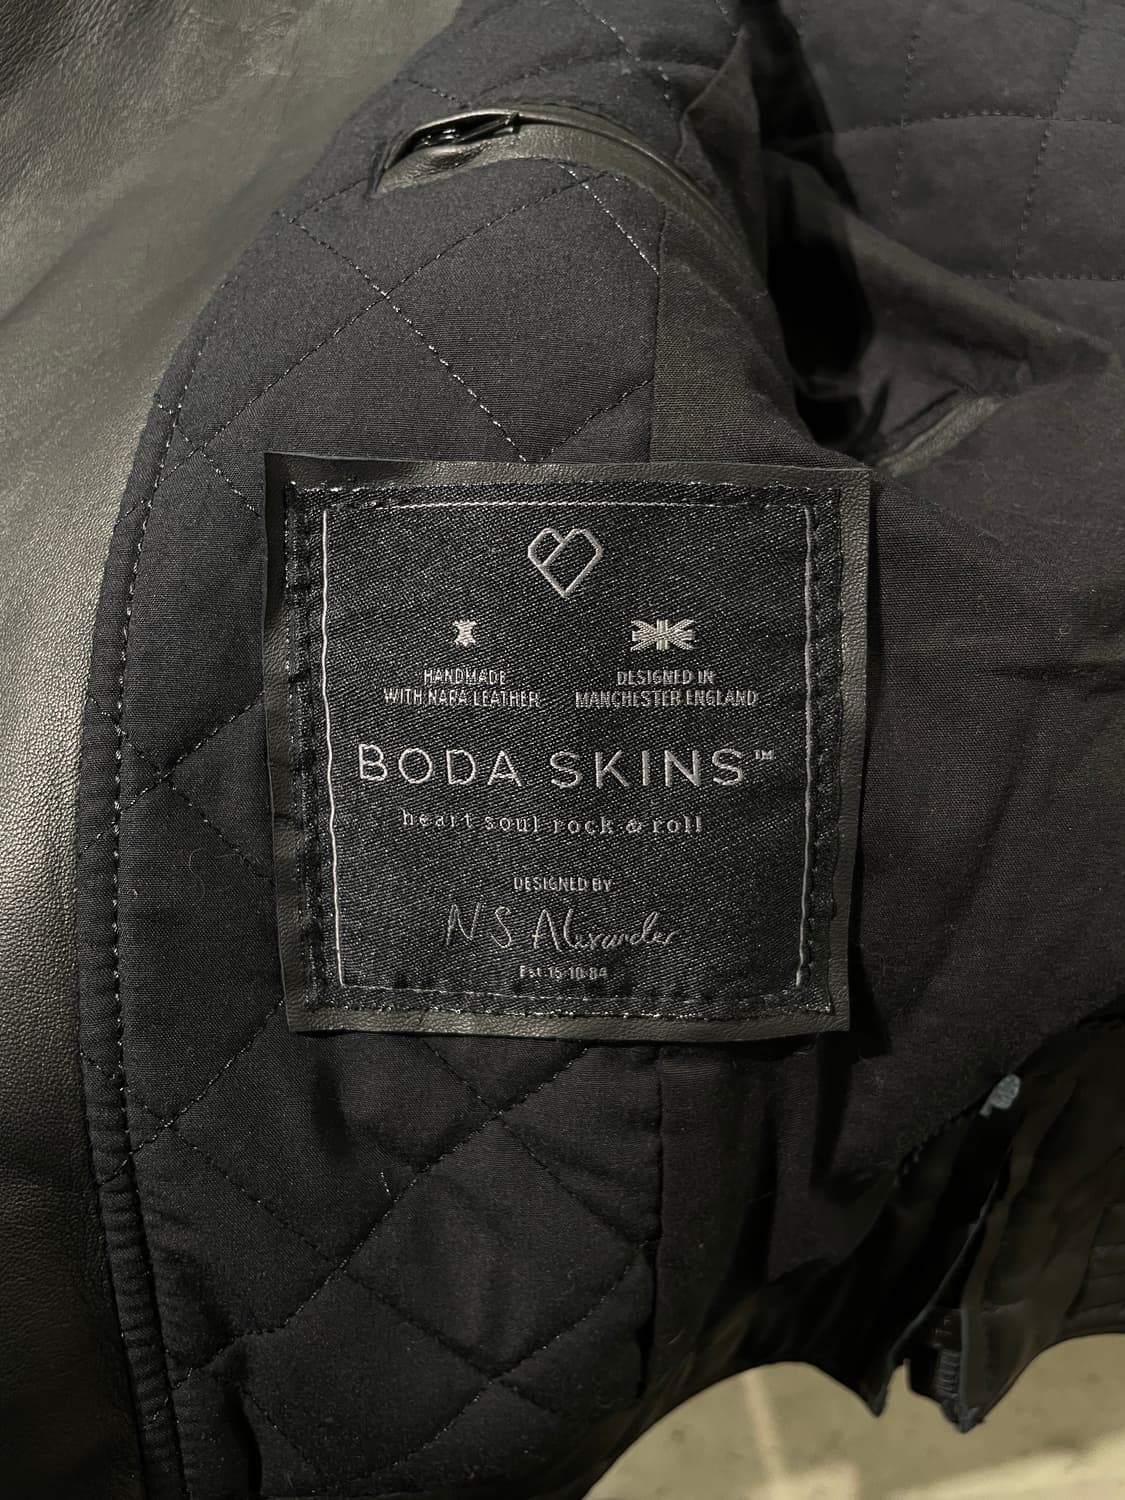 HANDMADE
WITH NAPA LEATHER
DESIGNED IN
MANCHESTER ENGLAND
BODA SKINS™
heart soul rock & roll
DESIGNED BY
N S Alexander
Est 15·10·84